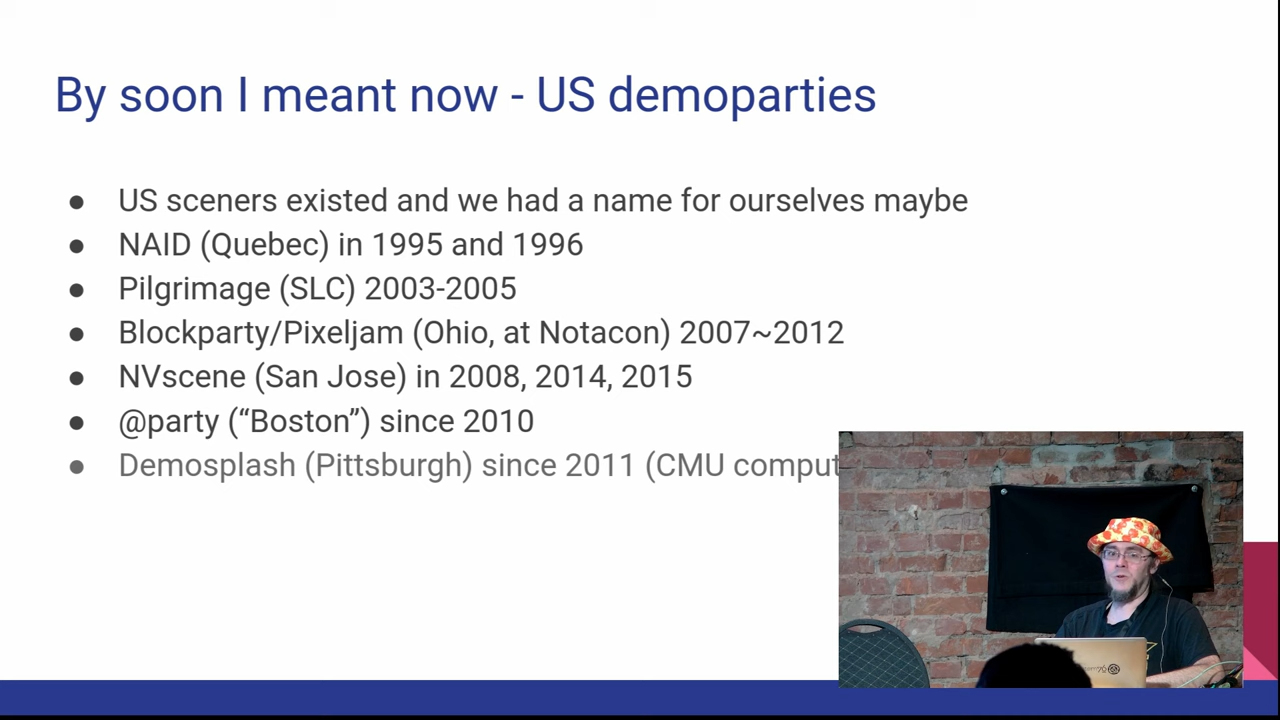 By soon I meant now - US demoparties
● US sceners existed and we had a name for ourselves maybe
● NAID (Quebec) in 1995 and 1996
● Pilgrimage (SLC) 2003-2005
● Blockparty/Pixeljam (Ohio, at Notacon) 2007~2012
● NVscene (San Jose) in 2008, 2014, 2015
● @party (“Boston”) since 2010
● Demosplash (Pittsburgh) since 2011 (CMU comput